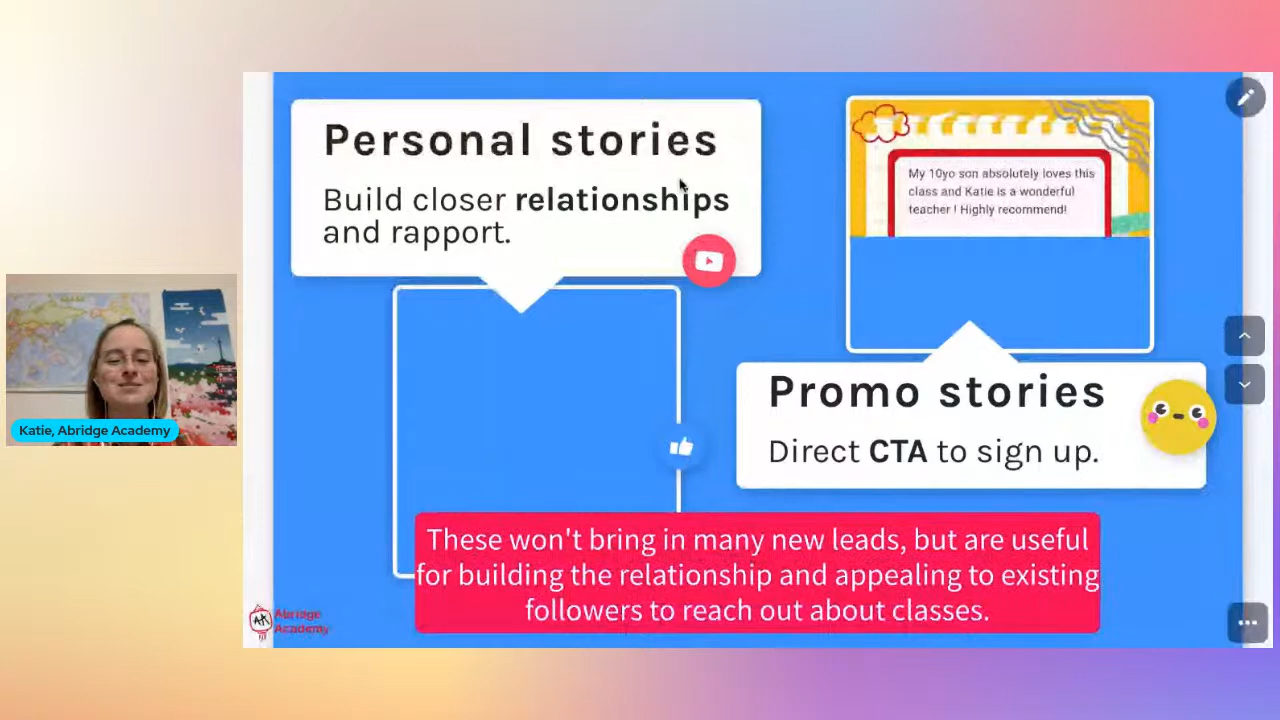 Personal stories
Build closer relationships
and rapport.
My 10yo son absolutely loves this
class and Katie is a wonderful
teacher ! Highly recommend!
Promo stories
Direct CTA to sign up.
Katie, Abridge Academy
These won't bring in many new leads, but are useful
for building the relationship and appealing to existing
followers to reach out about classes.
AK
Abridge
Academy